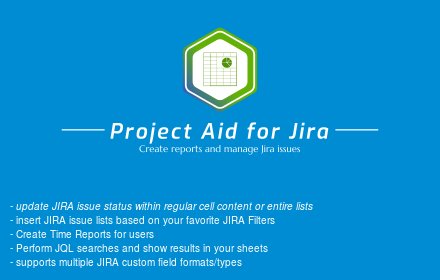 Project Aid for Jira
Create reports and manage Jira issues
- update JIRA issue status within regular cell content or entire lists
- insert JIRA issue lists based on your favorite JIRA Filters
- Create Time Reports for users
- Perform JQL searches and show results in your sheets
- supports multiple JIRA custom field formats/types